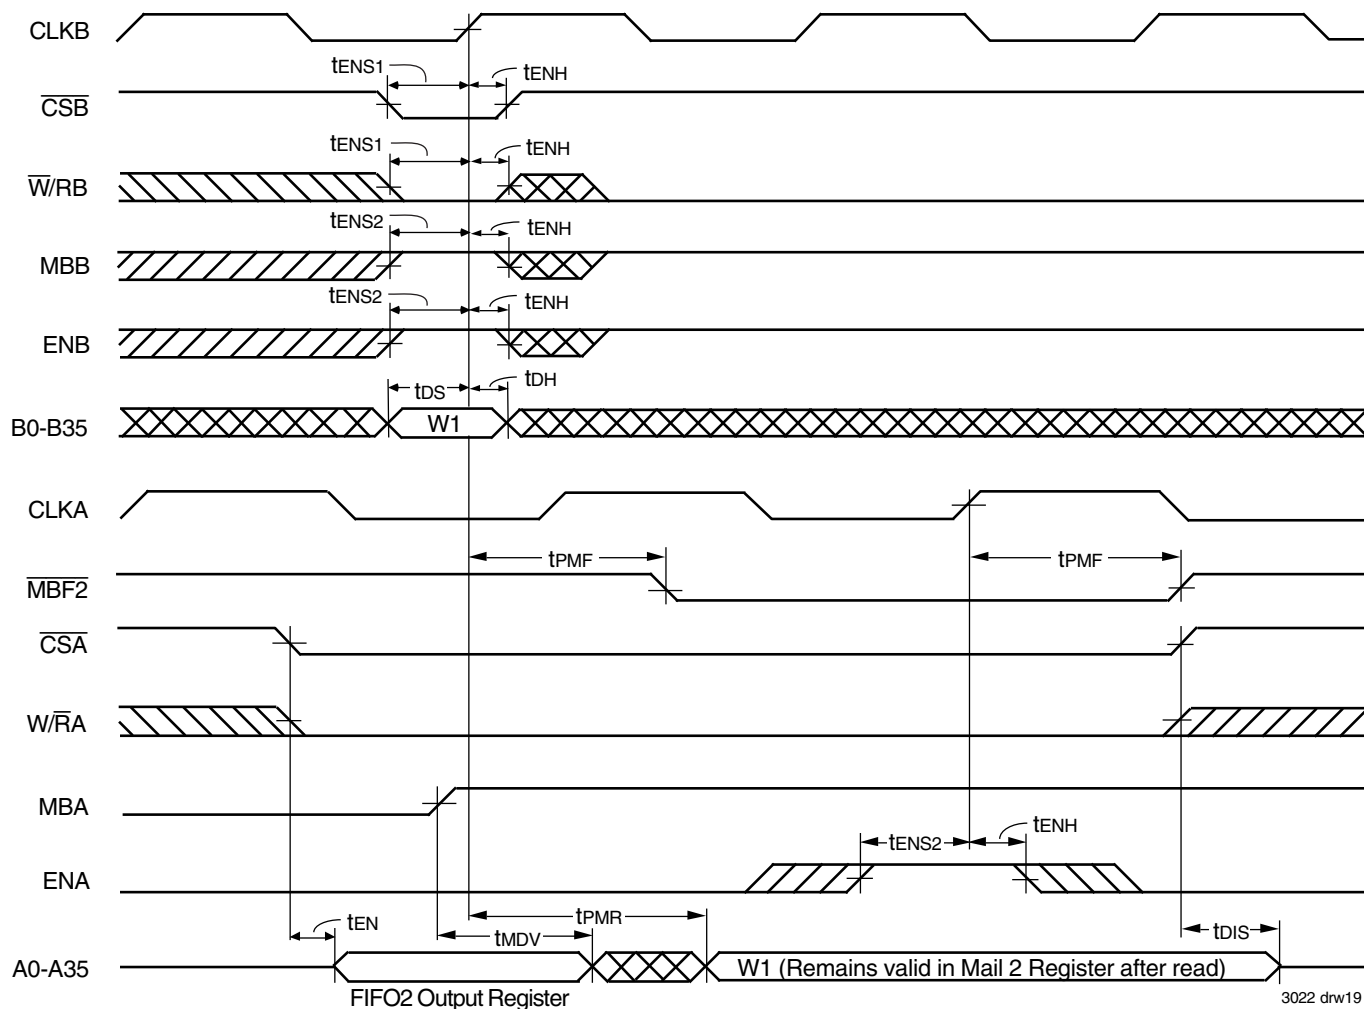 CLKB
tENS1
tENH
CSB
tENS1
tENH
W/RB
tENS2
tENH
MBB
tENS2
tENH
ENB
tDS
tDH
B0-B35
W1
CLKA
tPMF
tPMF
MBF2
CSA
W/RA
MBA
tENS2
tENH
ENA
tEN
tPMR
tMDV
tDIS
A0-A35
W1 (Remains valid in Mail 2 Register after read)
FIFO2 Output Register
3022 drw19